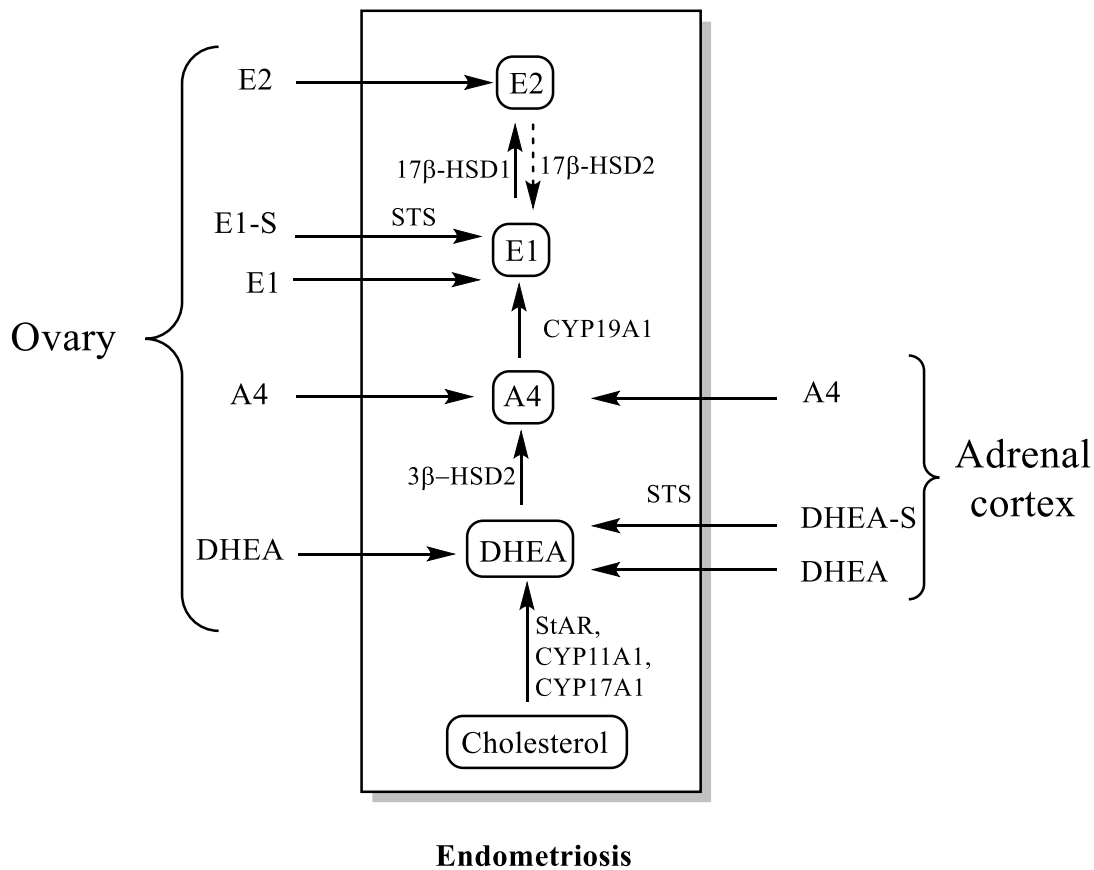 E2
E2
17β-HSD1
17β-HSD2
E1-S
STS
E1
E1
Ovary
CYP19A1
A4
A4
A4
3β−HSD2
Adrenal
cortex
STS
DHEA-S
DHEA
DHEA
DHEA
StAR,
CYP11A1,
CYP17A1
Cholesterol
Endometriosis